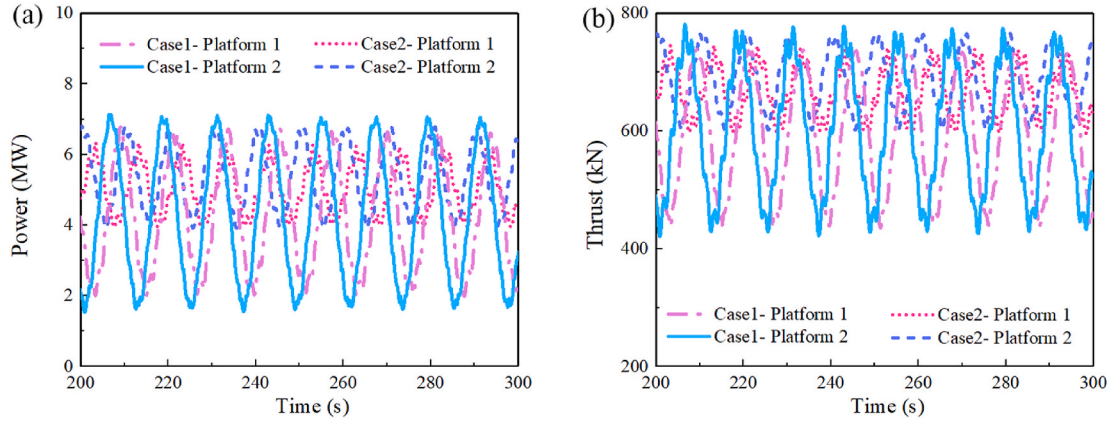 (a)
10
8
6
4
2
0
Power (MW)
Case1- Platform 1
Case2- Platform 1
Case1- Platform 2
Case2- Platform 2
200 220 240 260 280 300
Time (s)
(b)
800
600
400
200
Thrust (kN)
Case1- Platform 1
Case2- Platform 1
Case1- Platform 2
Case2- Platform 2
200 220 240 260 280 300
Time (s)